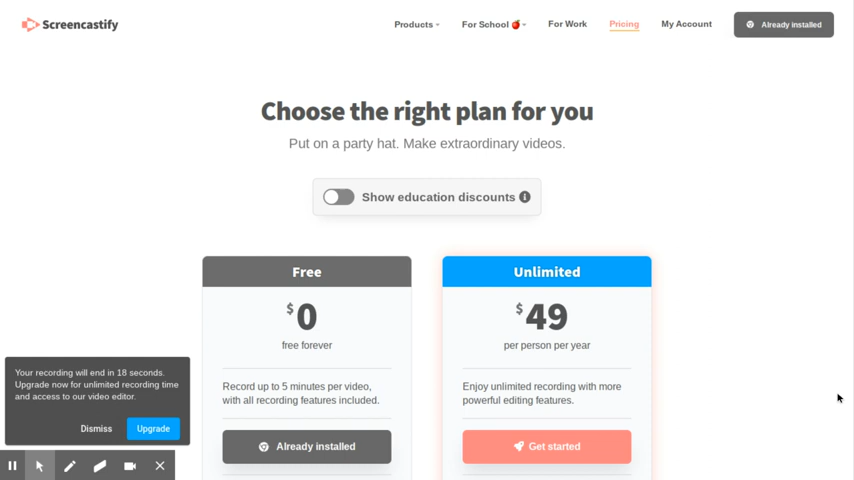 Screencastify
Products
For School
For Work
Pricing
My Account
Already installed
Choose the right plan for you
Put on a party hat. Make extraordinary videos.
Show education discounts
Free
$0
free forever
Record up to 5 minutes per video,
with all recording features included.
Already installed
Unlimited
$49
per person per year
Enjoy unlimited recording with more
powerful editing features.
Get started
Your recording will end in 18 seconds.
Upgrade now for unlimited recording time
and access to our video editor.
Dismiss
Upgrade